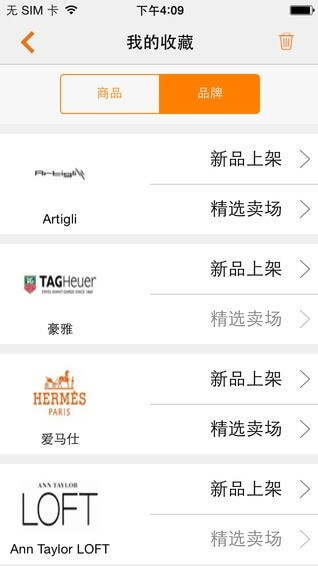 无 SIM 卡 下午4:09
我的收藏
商品 品牌
Artigli
新品上架
Artigli
精选卖场
TAGHeuer
SWISS AVANT-GARDE SINCE 1860
新品上架
豪雅
精选卖场
HERMES
PARIS
新品上架
爱马仕
精选卖场
ANN TAYLOR
LOFT
新品上架
Ann Taylor LOFT
精选卖场